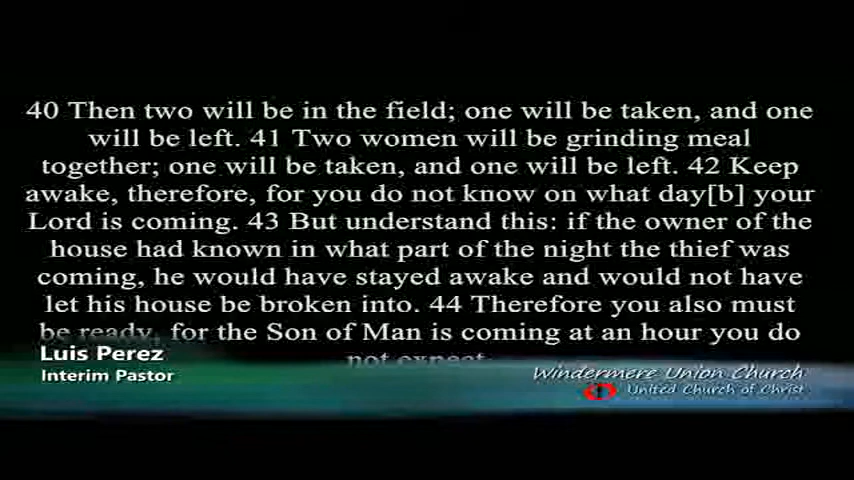 40 Then two will be in the field; one will be taken, and one
will be left. 41 Two women will be grinding meal
together; one will be taken, and one will be left. 42 Keep
awake, therefore, for you do not know on what day[b] your
Lord is coming. 43 But understand this: if the owner of the
house had known in what part of the night the thief was
coming, he would have stayed awake and would not have
let his house be broken into. 44 Therefore you also must
be ready, for the Son of Man is coming at an hour you do
not expect.
Luis Perez
Interim Pastor
Windermere Union Church
United Church of Christ